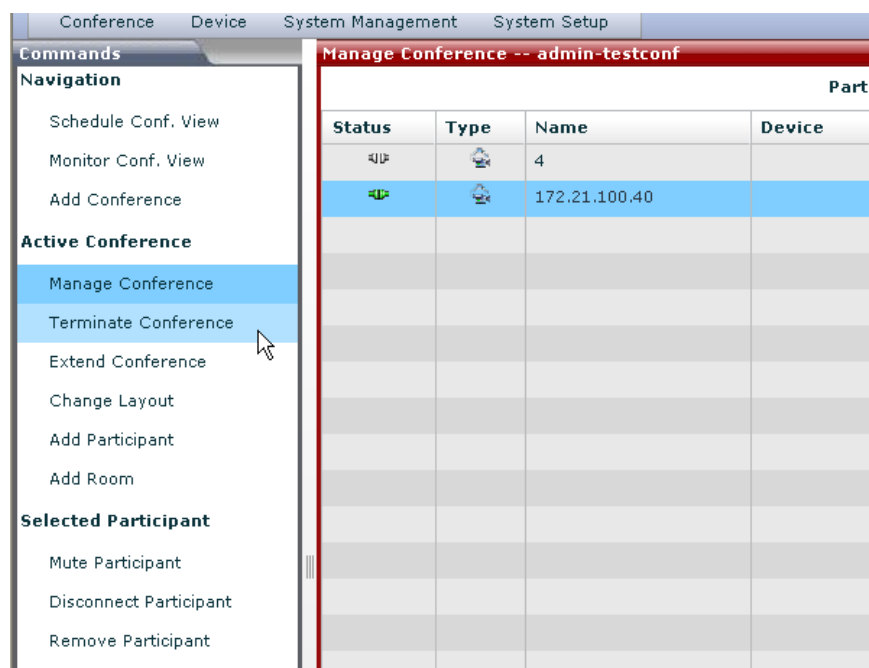 Conference Device System Management System Setup
Commands
Navigation
Schedule Conf. View
Monitor Conf. View
Add Conference
Active Conference
Manage Conference
Terminate Conference
Extend Conference
Change Layout
Add Participant
Add Room
Selected Participant
Mute Participant
Disconnect Participant
Remove Participant
Manage Conference -- admin-testconf
Part
Status Type Name Device
4
172.21.100.40